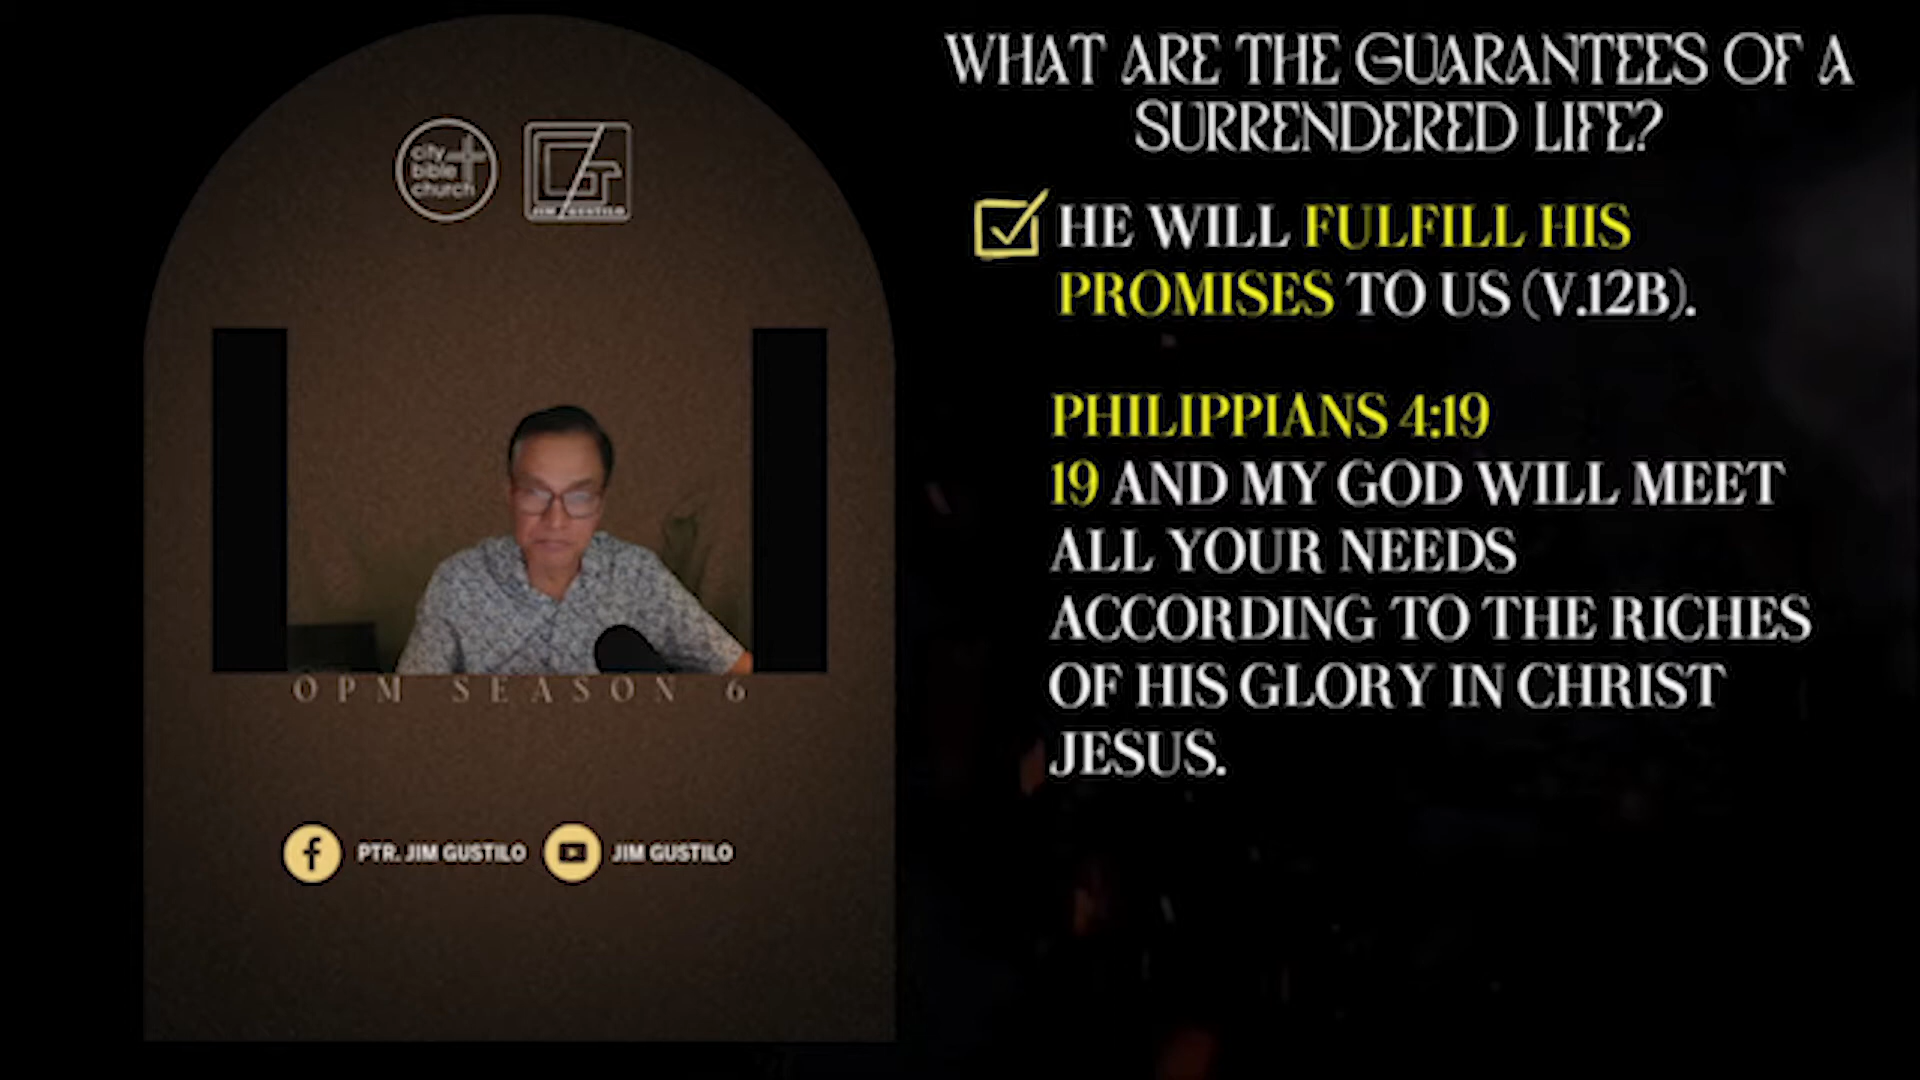 city
bible
church
JIM GUSTILO
OPM SEASON 6
PTR. JIM GUSTILO
JIM GUSTILO
WHAT ARE THE GUARANTEES OF A
SURRENDERED LIFE?
HE WILL FULFILL HIS
PROMISES TO US (V.12B).
PHILIPPIANS 4:19
19 AND MY GOD WILL MEET
ALL YOUR NEEDS
ACCORDING TO THE RICHES
OF HIS GLORY IN CHRIST
JESUS.